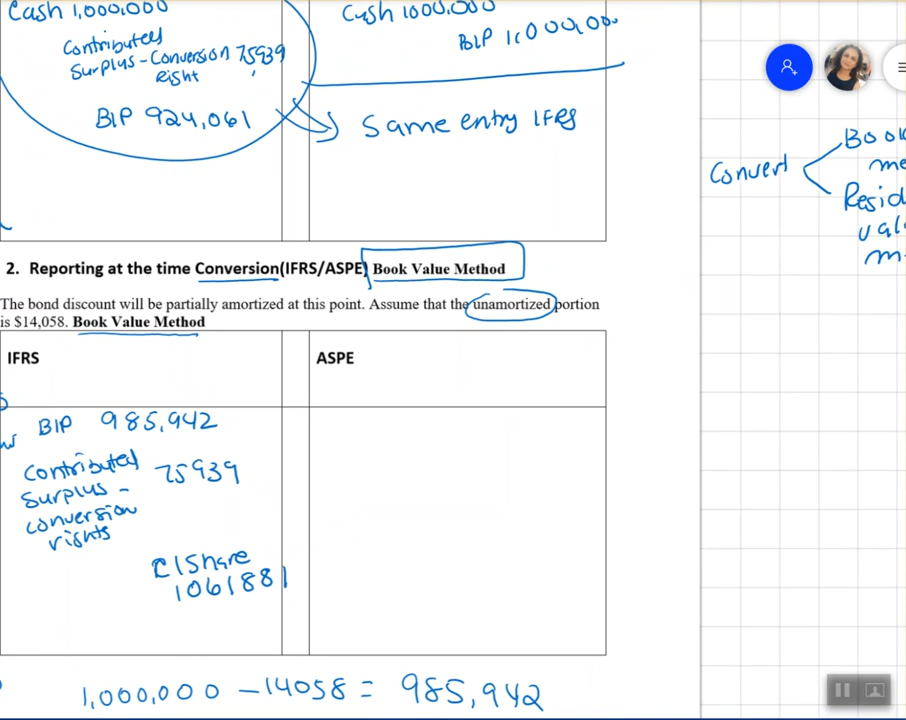 Cash 1,000,000
Contributed
Surplus - Conversion 75939
right
BIP 924,061
Cash 1000,000
BIP 1,000,000
Same entry IFRS
Convert
Book
me
Resid
val
m
2. Reporting at the time Conversion(IFRS/ASPE) Book Value Method
The bond discount will be partially amortized at this point. Assume that the unamortized portion
is $14,058. Book Value Method
IFRS
ASPE
BIP 985,942
Contributed
Surplus -
conversion
rights
75939
C/Share
1061881
1,000,000 - 14058 = 985,942